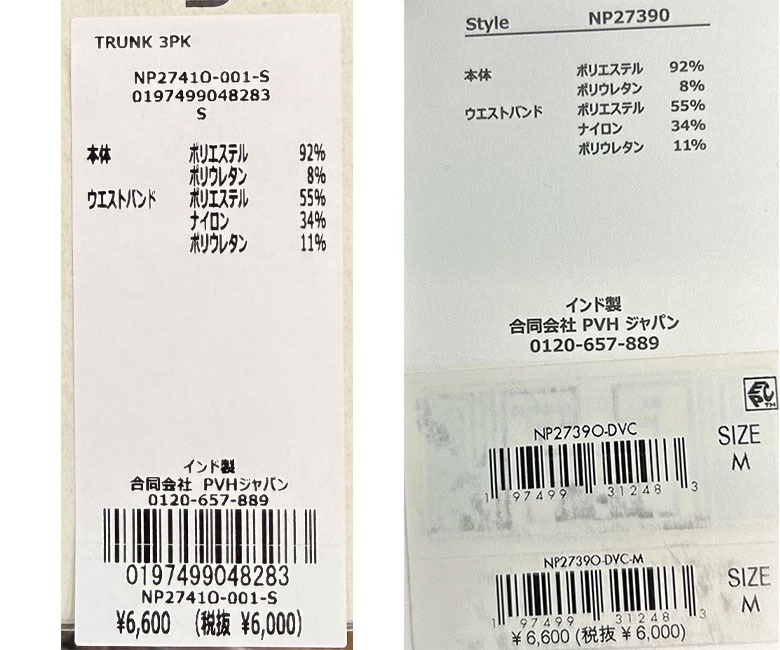 TRUNK 3PK
NP2741O-001-S
0197499048283
S
本体 ポリエステル 92%
ポリウレタン 8%
ウエストバンド ポリエステル 55%
ナイロン 34%
ポリウレタン 11%
インド製
合同会社 PVHジャパン
0120-657-889
0197499048283
NP2741O-001-S
¥6,600 (税抜 ¥6,000)
Style NP27390
本体 ポリエステル 92%
ポリウレタン 8%
ウエストバンド ポリエステル 55%
ナイロン 34%
ポリウレタン 11%
インド製
合同会社 PVH ジャパン
0120-657-889
EPC TM
NP2739O-DVC
SIZE
M
1 97499 31248 3
NP2739O-DVC-M
SIZE
M
1 97499 31248 3
¥ 6,600 (税抜 ¥ 6,000)